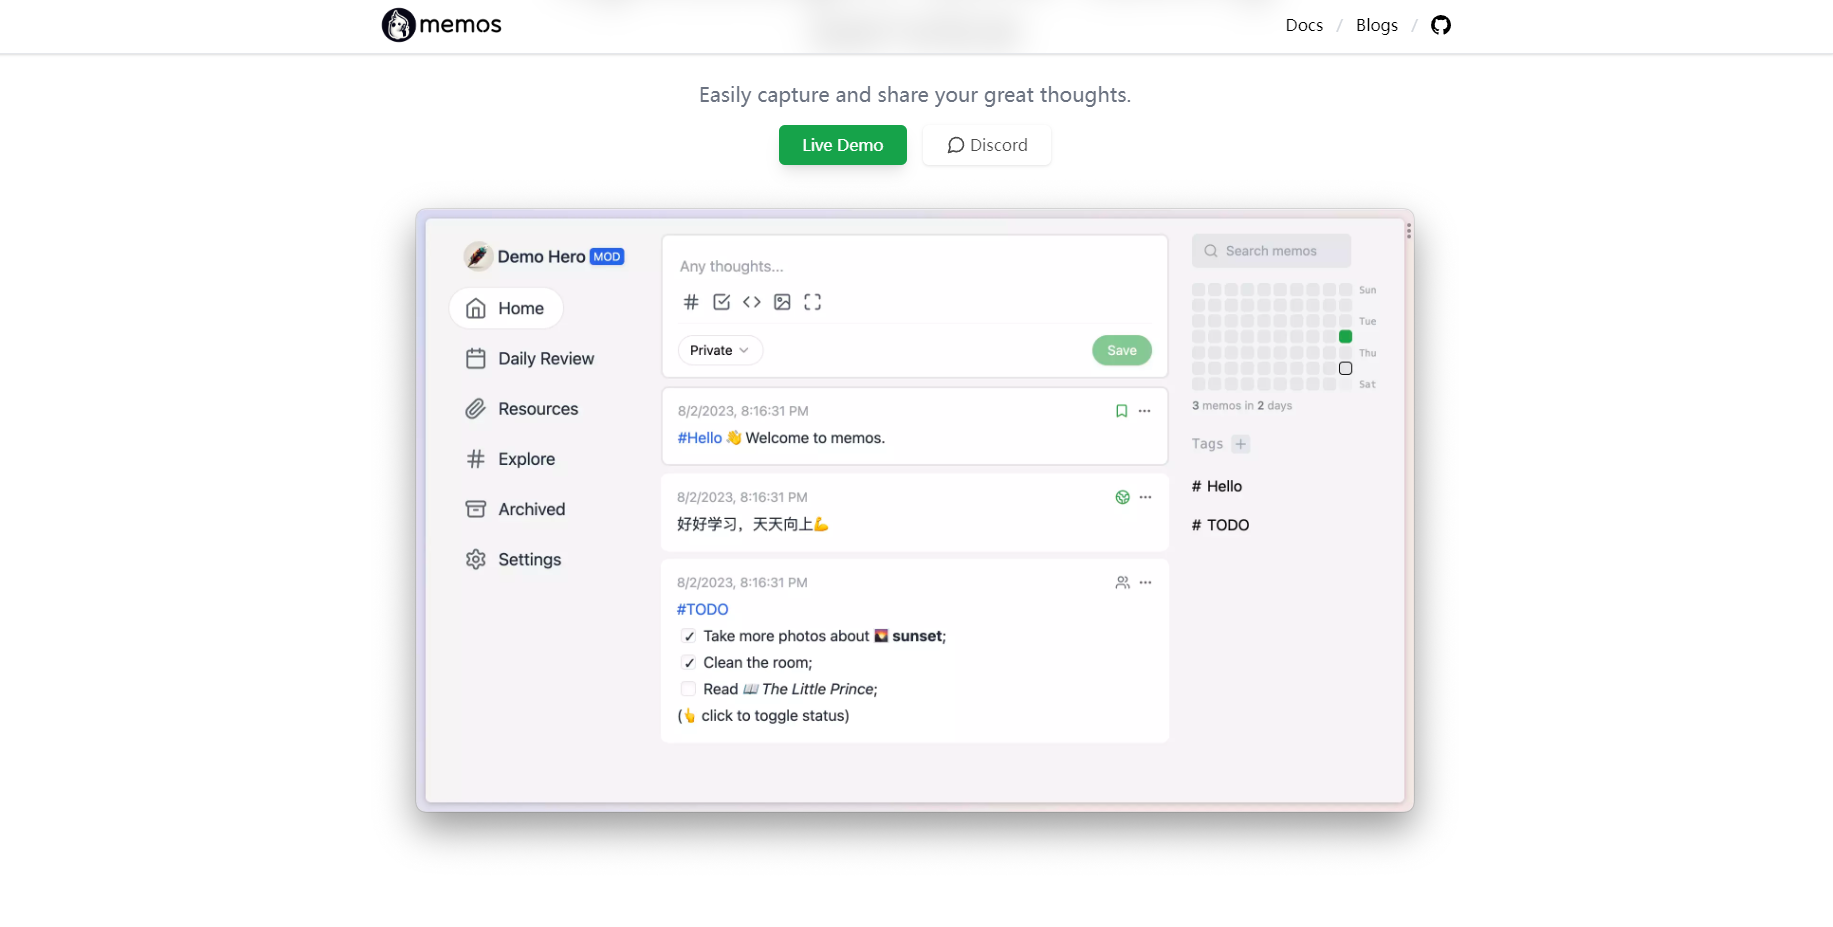 memos
Docs / Blogs /
Easily capture and share your great thoughts.
Live Demo
Discord
Demo Hero MOD
Home
Daily Review
Resources
Explore
Archived
Settings
Any thoughts...
Private
Save
8/2/2023, 8:16:31 PM
#Hello 👋 Welcome to memos.
8/2/2023, 8:16:31 PM
好好学习，天天向上💪
8/2/2023, 8:16:31 PM
#TODO
Take more photos about 🌄 sunset;
Clean the room;
Read 📖 The Little Prince;
(👆 click to toggle status)
Search memos
Sun
Tue
Thu
Sat
3 memos in 2 days
Tags +
# Hello
# TODO